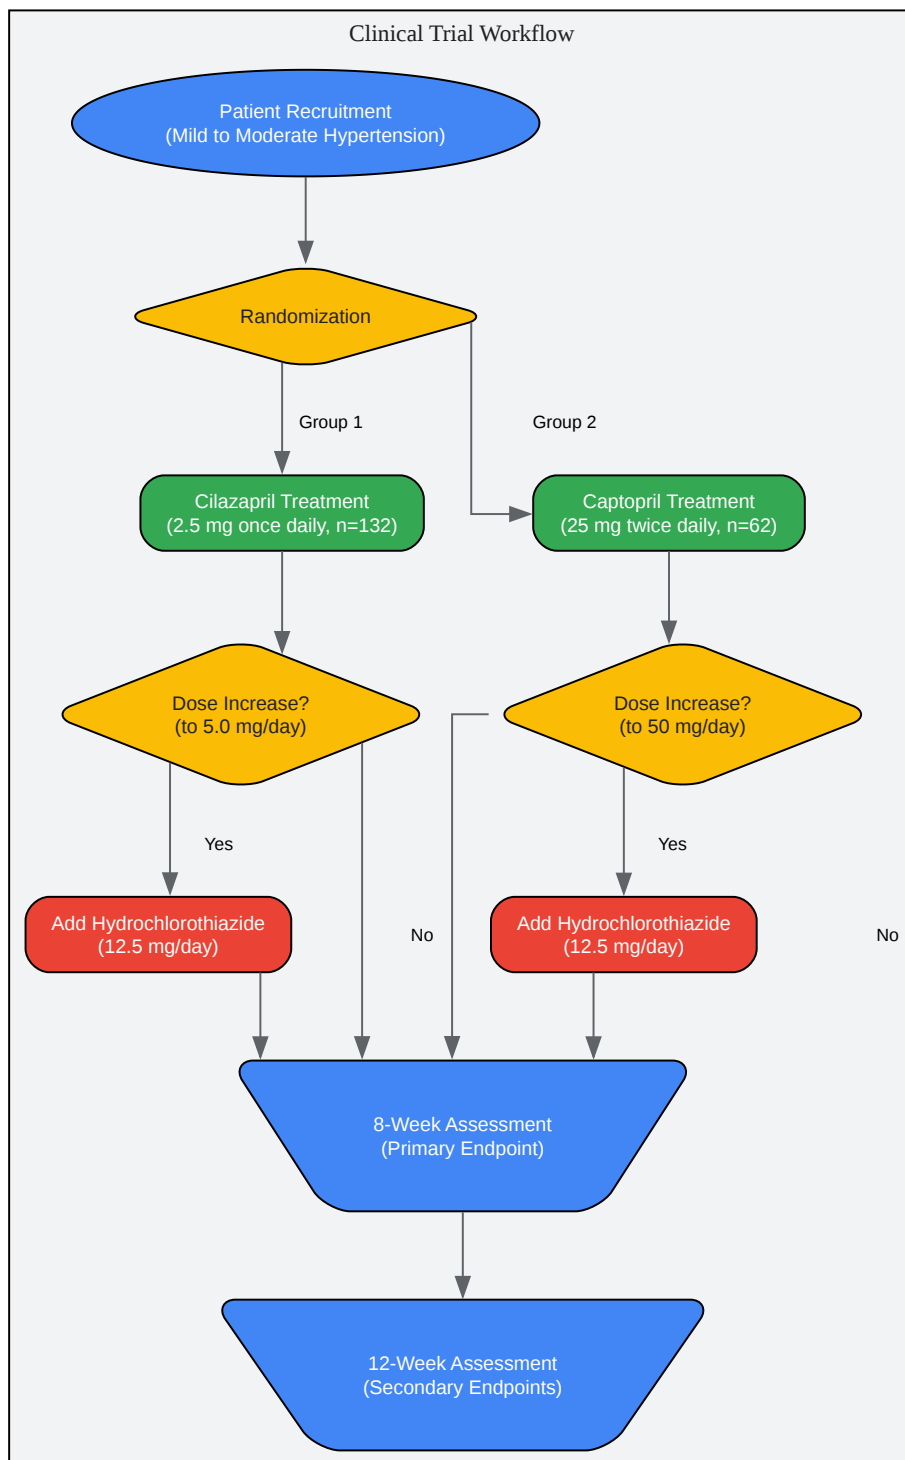 Clinical Trial Workflow
Patient Recruitment
(Mild to Moderate Hypertension)
Randomization
Group 1
Group 2
Cilazapril Treatment
(2.5 mg once daily, n=132)
Captopril Treatment
(25 mg twice daily, n=62)
Dose Increase?
(to 5.0 mg/day)
Dose Increase?
(to 50 mg/day)
Yes
Yes
Add Hydrochlorothiazide
(12.5 mg/day)
No
Add Hydrochlorothiazide
(12.5 mg/day)
No
8-Week Assessment
(Primary Endpoint)
12-Week Assessment
(Secondary Endpoints)